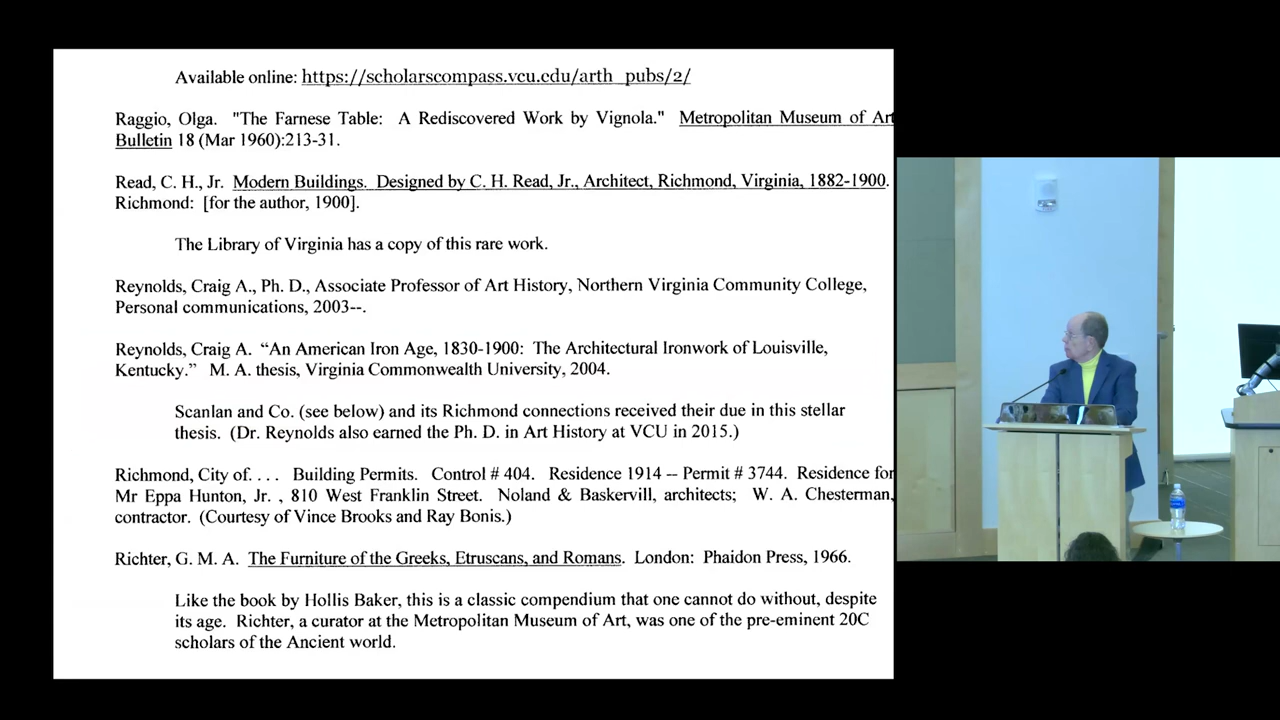 Available online: https://scholarscompass.vcu.edu/arth_pubs/2/
Raggio, Olga. "The Farnese Table: A Rediscovered Work by Vignola." Metropolitan Museum of Art
Bulletin 18 (Mar 1960):213-31.
Read, C. H., Jr. Modern Buildings. Designed by C. H. Read, Jr., Architect, Richmond, Virginia, 1882-1900.
Richmond: [for the author, 1900].
The Library of Virginia has a copy of this rare work.
Reynolds, Craig A., Ph. D., Associate Professor of Art History, Northern Virginia Community College,
Personal communications, 2003--.
Reynolds, Craig A. “An American Iron Age, 1830-1900: The Architectural Ironwork of Louisville,
Kentucky.” M. A. thesis, Virginia Commonwealth University, 2004.
Scanlan and Co. (see below) and its Richmond connections received their due in this stellar
thesis. (Dr. Reynolds also earned the Ph. D. in Art History at VCU in 2015.)
Richmond, City of. . . . Building Permits. Control # 404. Residence 1914 -- Permit # 3744. Residence for
Mr Eppa Hunton, Jr. , 810 West Franklin Street. Noland & Baskervill, architects; W. A. Chesterman,
contractor. (Courtesy of Vince Brooks and Ray Bonis.)
Richter, G. M. A. The Furniture of the Greeks, Etruscans, and Romans. London: Phaidon Press, 1966.
Like the book by Hollis Baker, this is a classic compendium that one cannot do without, despite
its age. Richter, a curator at the Metropolitan Museum of Art, was one of the pre-eminent 20C
scholars of the Ancient world.